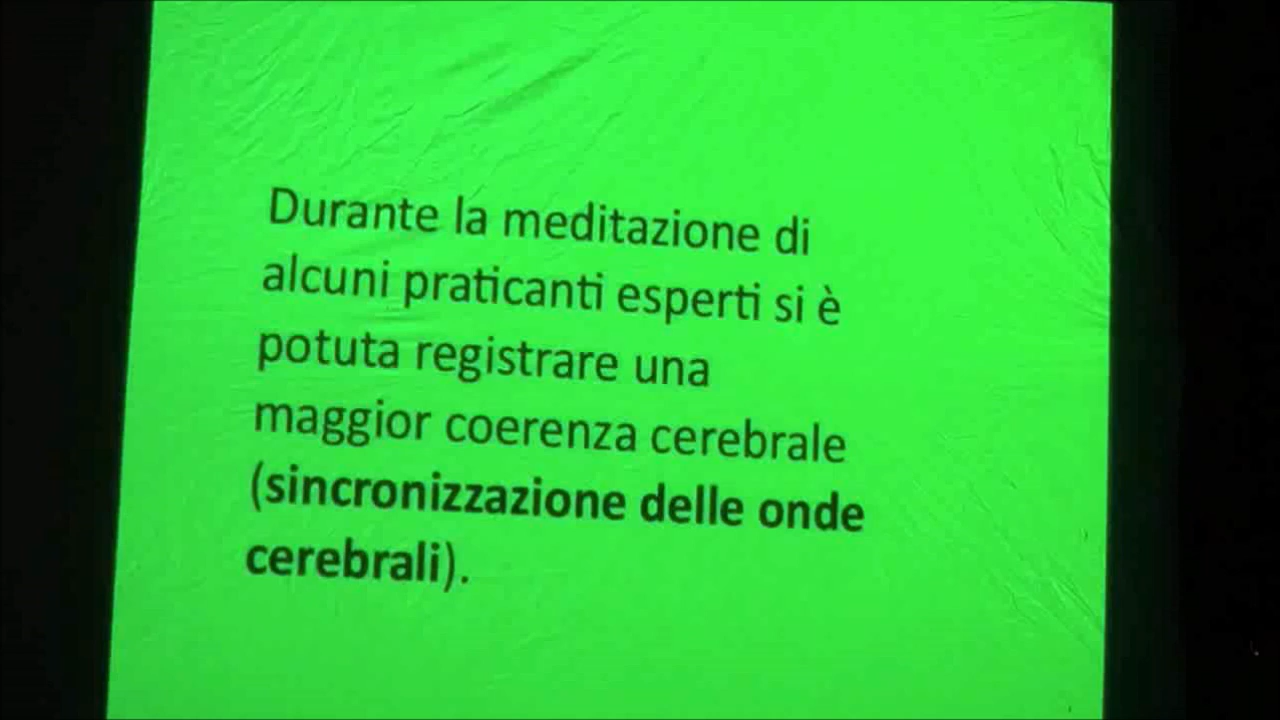 Durante la meditazione di
alcuni praticanti esperti si è
potuta registrare una
maggior coerenza cerebrale
(sincronizzazione delle onde
cerebrali).